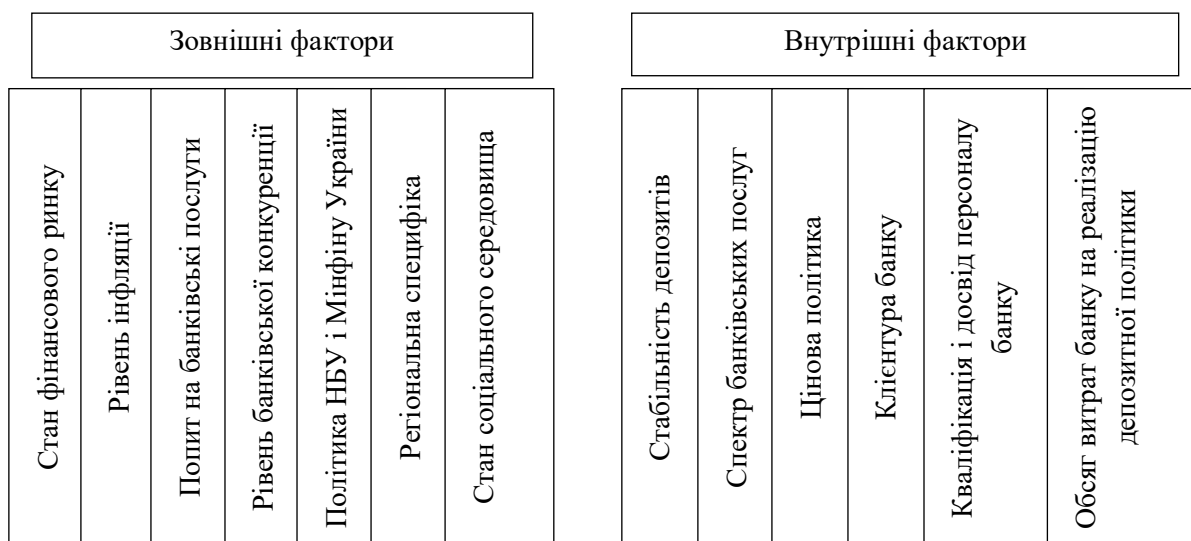 Зовнішні фактори
Стан фінансового ринку
Рівень інфляції
Попит на банківські послуги
Рівень банківської конкуренції
Політика НБУ і Мінфіну України
Регіональна специфіка
Стан соціального середовища
Внутрішні фактори
Стабільність депозитів
Спектр банківських послуг
Цінова політика
Клієнтура банку
Кваліфікація і досвід персоналу
банку
Обсяг витрат банку на реалізацію
депозитної політики